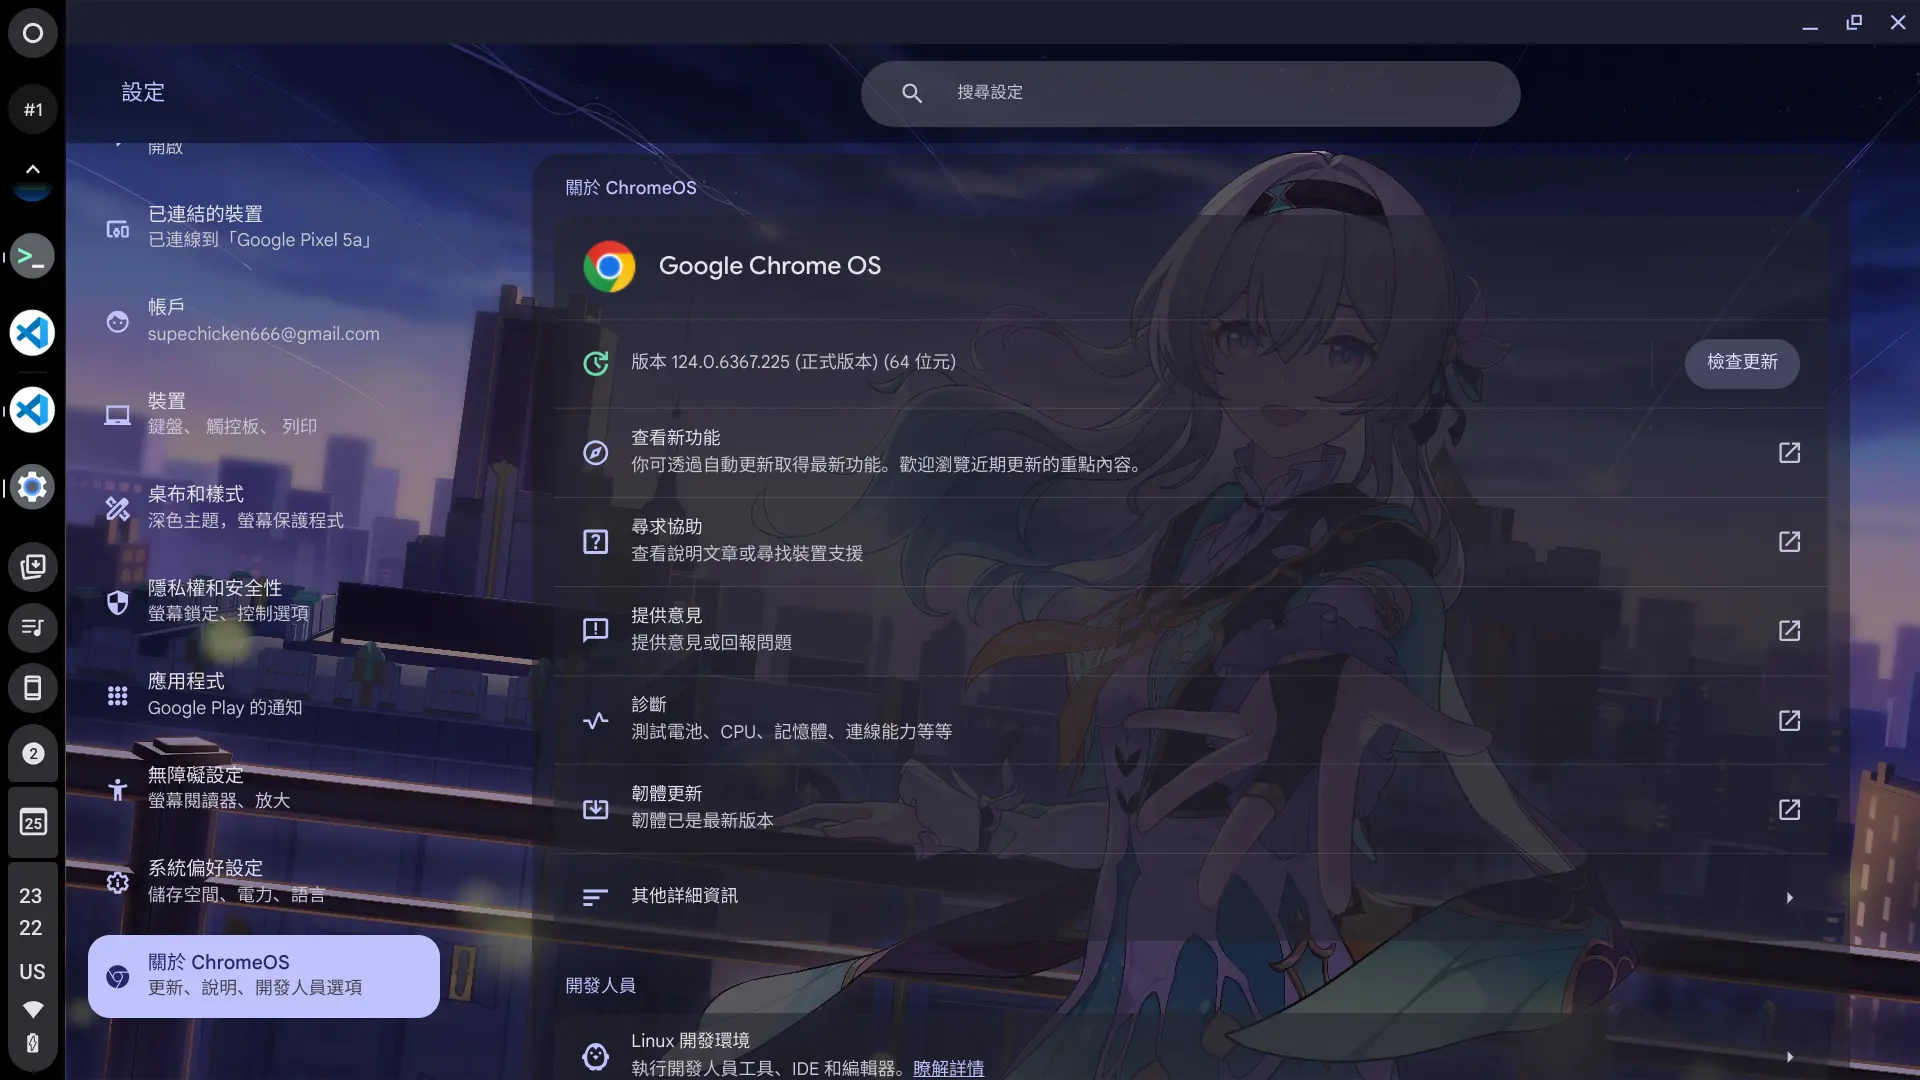 設定
搜尋設定
#1
開啟
已連結的裝置
已連線到「Google Pixel 5a」
帳戶
supechicken666@gmail.com
裝置
鍵盤、 觸控板、 列印
桌布和樣式
深色主題，螢幕保護程式
隱私權和安全性
螢幕鎖定、控制選項
應用程式
Google Play 的通知
無障礙設定
螢幕閱讀器、放大
系統偏好設定
儲存空間、電力、語言
關於 ChromeOS
更新、說明、開發人員選項
2
25
23
22
US
關於 ChromeOS
Google Chrome OS
版本 124.0.6367.225 (正式版本) (64 位元)
檢查更新
查看新功能
你可透過自動更新取得最新功能。歡迎瀏覽近期更新的重點內容。
尋求協助
查看說明文章或尋找裝置支援
提供意見
提供意見或回報問題
診斷
測試電池、CPU、記憶體、連線能力等等
韌體更新
韌體已是最新版本
其他詳細資訊
開發人員
Linux 開發環境
執行開發人員工具、IDE 和編輯器。瞭解詳情